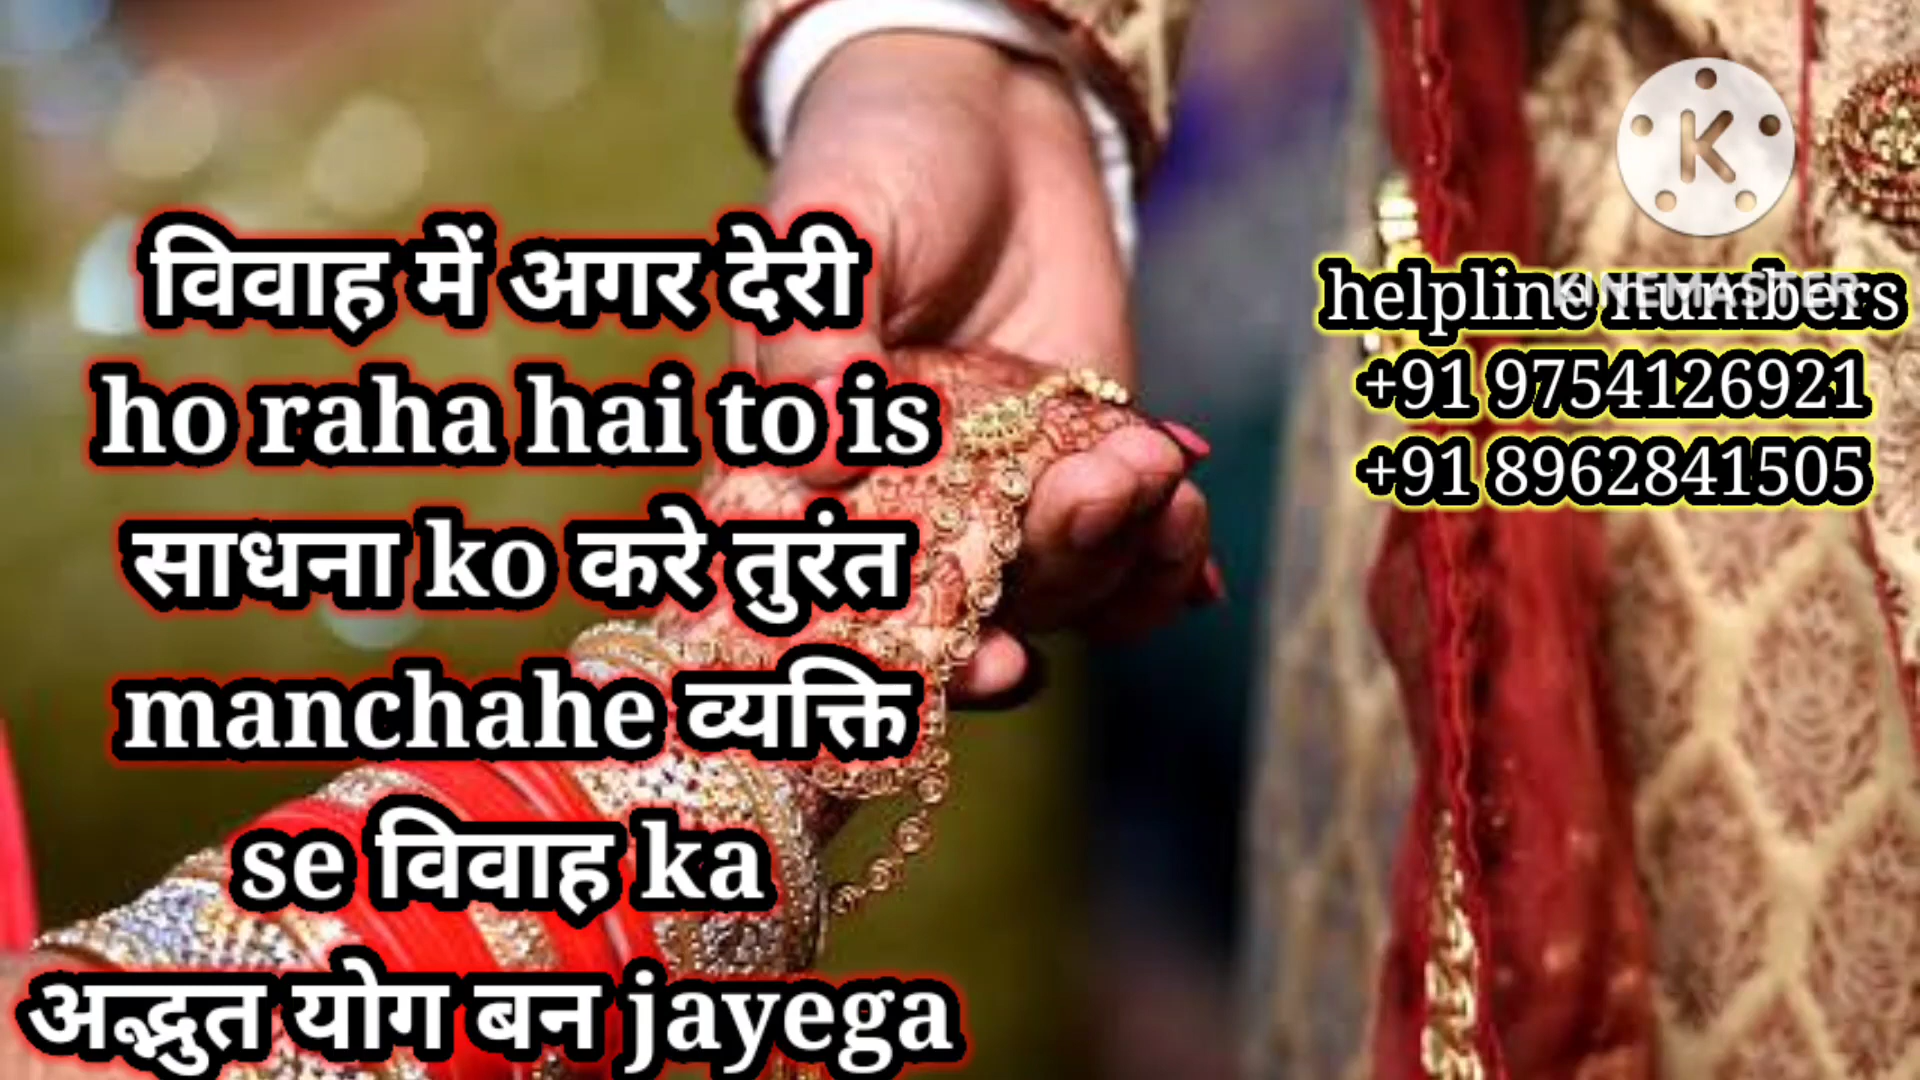 विवाह में अगर देरी
ho raha hai to is
साधना ko करे तुरंत
manchahe व्यक्ति
se विवाह ka
अद्भुत योग बन jayega
K
KINEMASTER
helpline numbers
+91 9754126921
+91 8962841505